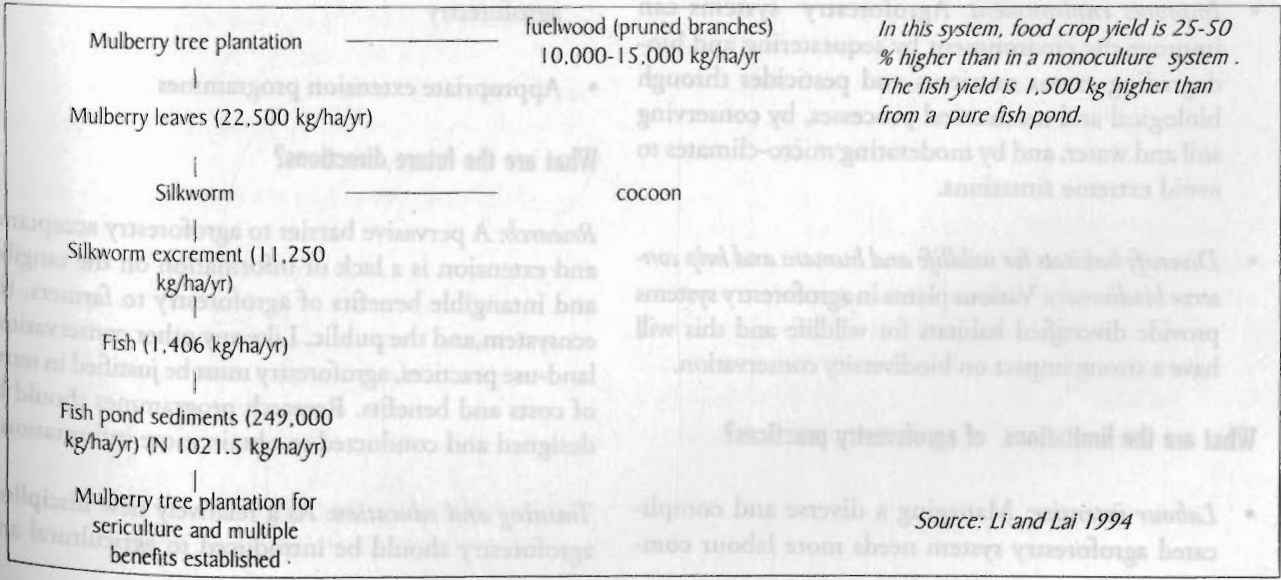 Mulberry tree plantation
fuelwood (pruned branches)
10.000-15,000 kg/ha/yr
In this system, food crop yield is 25-50
% higher than in a monoculture system .
The fish yield is 1,500 kg higher than
from a pure fish pond.
Mulberry leaves (22,500 kg/ha/yr)
Silkworm
cocoon
Silkworm excrement (11,250
kg/ha/yr)
Fish (1,406 kg/ha/yr)
Fish pond sediments (249,000
kg/ha/yr) (N 1021.5 kg/ha/yr)
Mulberry tree plantation for
sericulture and multiple
benefits established .
Source: Li and Lai 1994